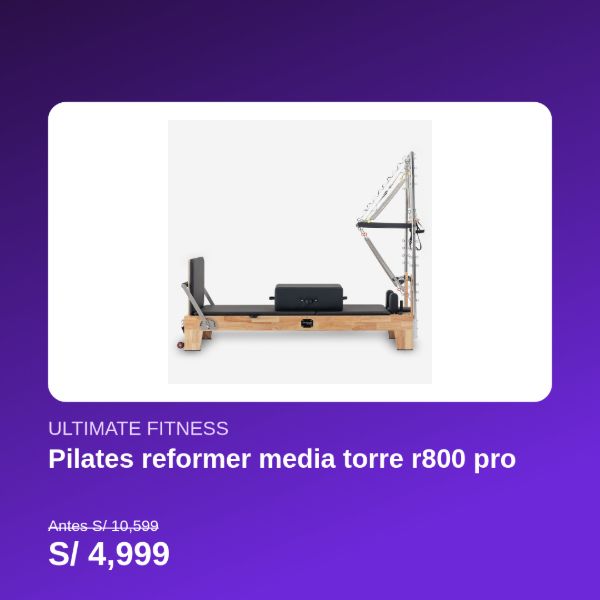 ULTIMATE FITNESS
Pilates reformer media torre r800 pro
Antes S/ 10,599
S/ 4,999